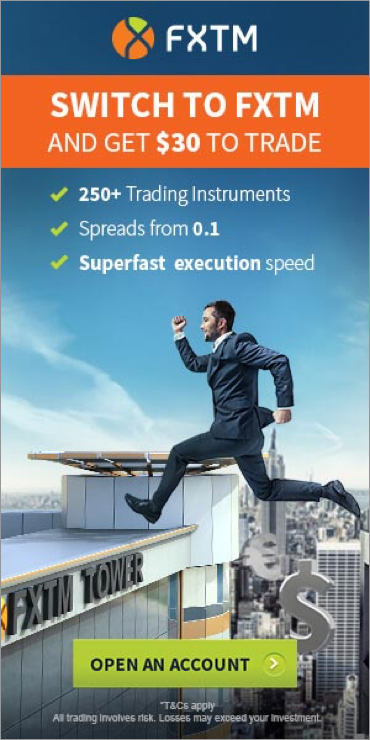 FXTM
SWITCH TO FXTM
AND GET $30 TO TRADE
250+ Trading Instruments
Spreads from 0.1
Superfast execution speed
FXTM TOWER
€
$
OPEN AN ACCOUNT
*T&Cs apply
All trading involves risk. Losses may exceed your investment.